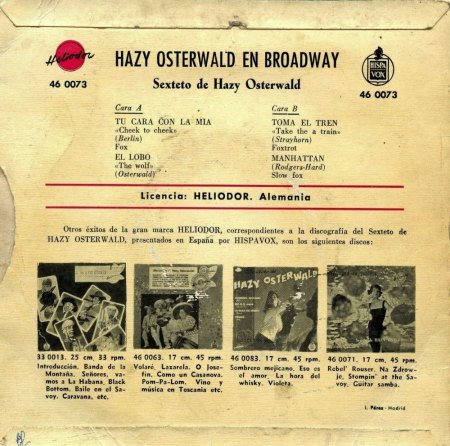 Heliodor
HAZY OSTERWALD EN BROADWAY
HISPA
VOX
46 0073
Sexteto de Hazy Osterwald
46 0073
Cara A
TU CARA CON LA MIA
«Cheek to cheek»
(Berlin)
Fox
EL LOBO
«The wolf»
(Osterwald)
Cara B
TOMA EL TREN
«Take the a train»
(Strayhorn)
Foxtrot
MANHATTAN
(Rodgers-Hard)
Slow fox
Licencia: HELIODOR. Alemania
Otros éxitos de la gran marca HELIODOR, correspondientes a la discografía del Sexteto de
HAZY OSTERWALD, presentados en España por HISPAVOX, son los siguientes discos:
HAZY OSTERWALD
33 0013. 25 cm, 33 rpm.
Introducción. Banda de la
Montaña. Señores, va-
mos a La Habana. Black
Bottom. Baile en el Sa-
voy. Caravana, etc.
46 0063. 17 cm, 45 rpm.
Volaré. Lazarela. O Jose-
fin. Como un Casanova.
Pom-Pa-Lom. Vino y
música en Toscania etc.
46 0083. 17 cm, 45 rpm.
Sombrero mejicano. Eso es
el amor. La hora del
whisky. Violeta.
46 0071. 17 cm, 45 rpm.
Rebel' Rouser. Na Zdrow-
je. Stompin' at the Sa-
voy. Guitar samba.
I. Pérez - Madrid